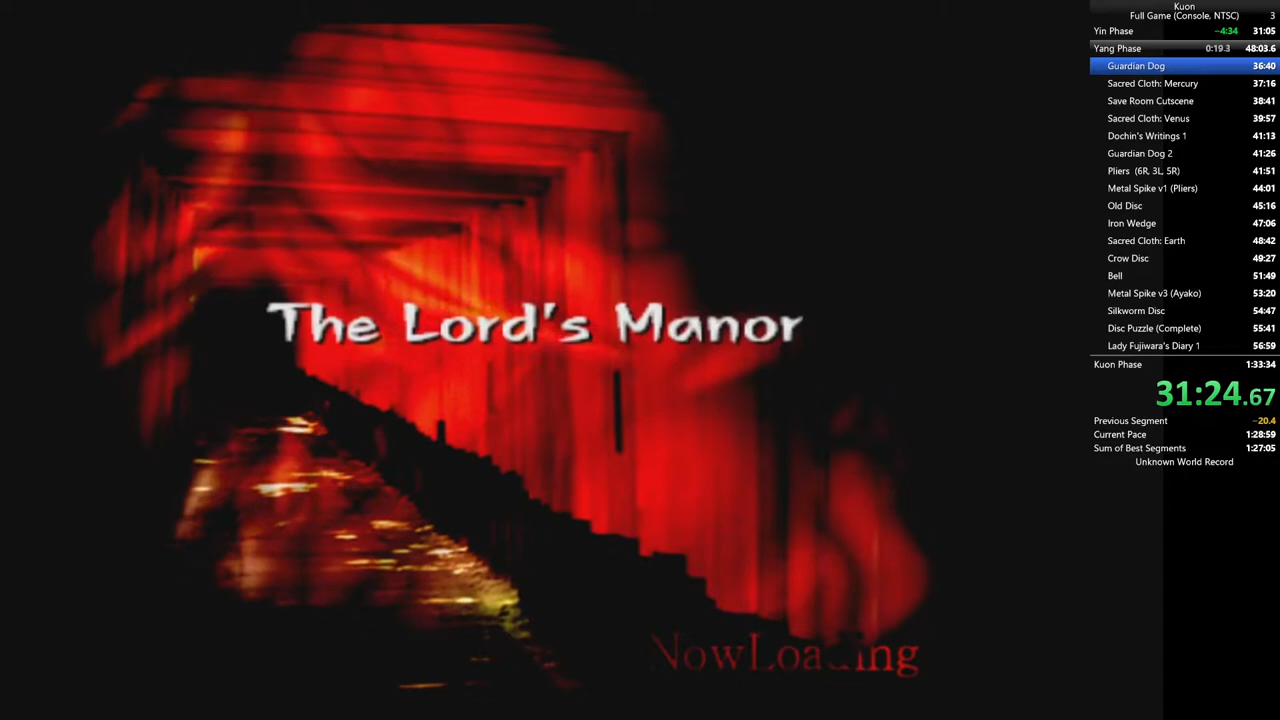 The Lord's Manor
NowLoading
Kuon
Full Game (Console, NTSC) 3
Yin Phase −4:34 31:05
Yang Phase 0:19.3 48:03.6
Guardian Dog 36:40
Sacred Cloth: Mercury 37:16
Save Room Cutscene 38:41
Sacred Cloth: Venus 39:57
Dochin's Writings 1 41:13
Guardian Dog 2 41:26
Pliers (6R, 3L, 5R) 41:51
Metal Spike v1 (Pliers) 44:01
Old Disc 45:16
Iron Wedge 47:06
Sacred Cloth: Earth 48:42
Crow Disc 49:27
Bell 51:49
Metal Spike v3 (Ayako) 53:20
Silkworm Disc 54:47
Disc Puzzle (Complete) 55:41
Lady Fujiwara's Diary 1 56:59
Kuon Phase 1:33:34
31:24.67
Previous Segment −20.4
Current Pace 1:28:59
Sum of Best Segments 1:27:05
Unknown World Record